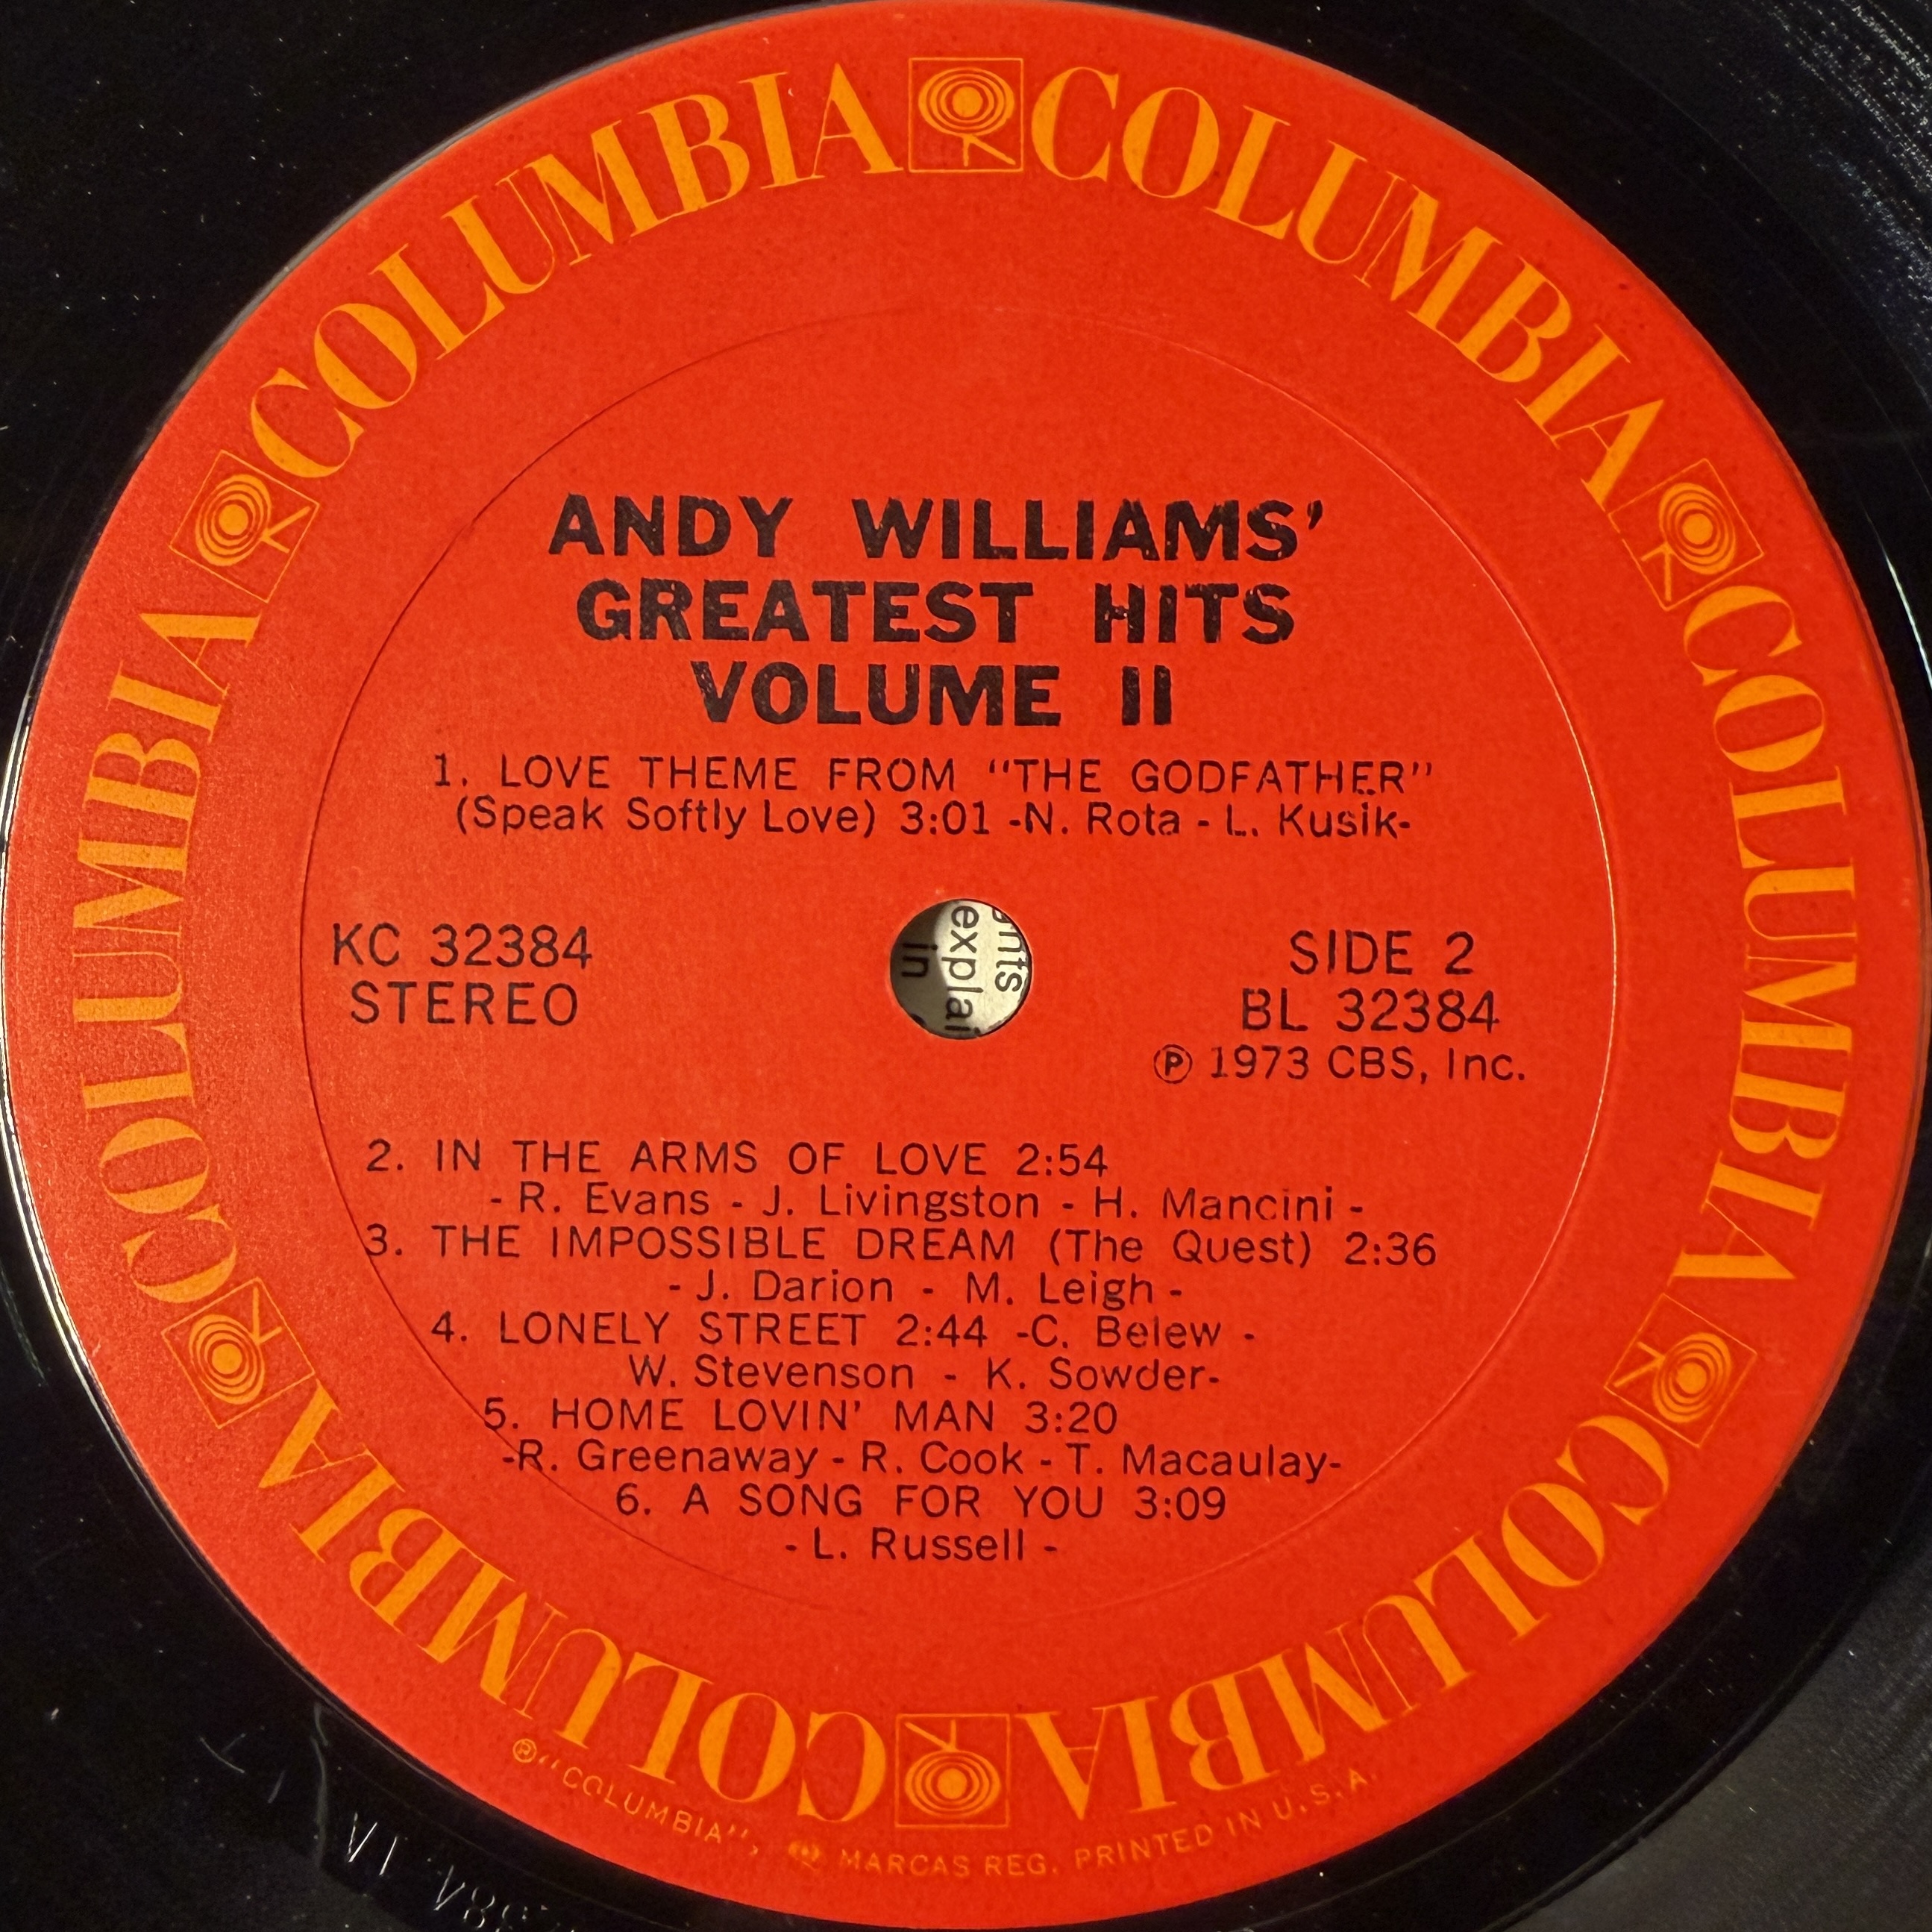 COLUMBIA COLUMBIA COLUMBIA COLUMBIA COLUMBIA COLUMBIA
ANDY WILLIAMS'
GREATEST HITS
VOLUME II
1. LOVE THEME FROM "THE GODFATHER"
(Speak Softly Love) 3:01 -N. Rota - L. Kusik-
KC 32384
STEREO
explai
in
SIDE 2
BL 32384
Ⓟ 1973 CBS, Inc.
2. IN THE ARMS OF LOVE 2:54
- R. Evans - J. Livingston - H. Mancini -
3. THE IMPOSSIBLE DREAM (The Quest) 2:36
- J. Darion - M. Leigh -
4. LONELY STREET 2:44 -C. Belew -
W. Stevenson - K. Sowder-
5. HOME LOVIN' MAN 3:20
-R. Greenaway - R. Cook - T. Macaulay-
6. A SONG FOR YOU 3:09
- L. Russell -
® "COLUMBIA", MARCAS REG. PRINTED IN U.S.A.